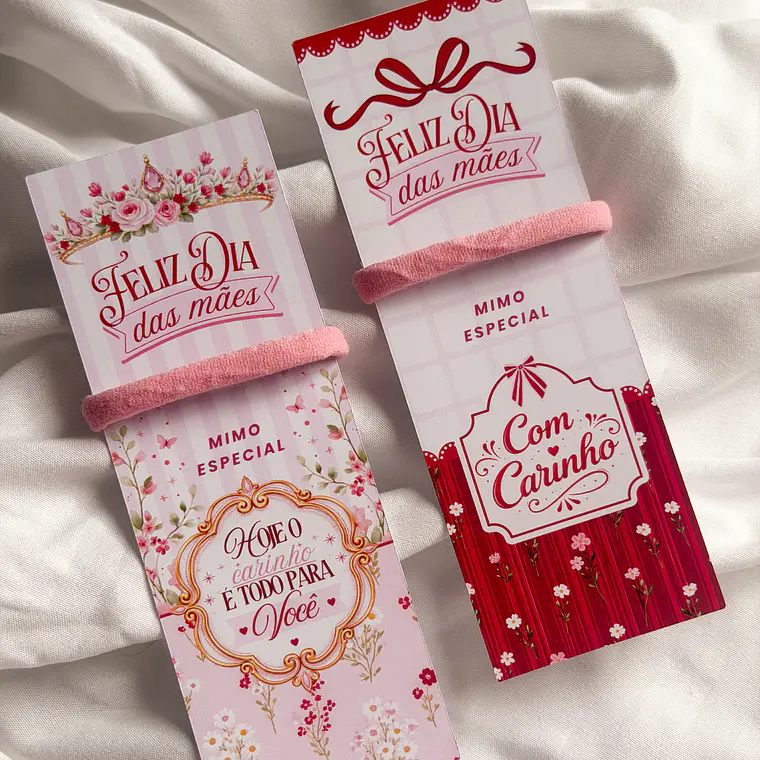 Feliz Dia
das mães
MIMO
ESPECIAL
Hoje o
carinho
é todo para
Você
Feliz Dia
das mães
MIMO
ESPECIAL
Com
Carinho